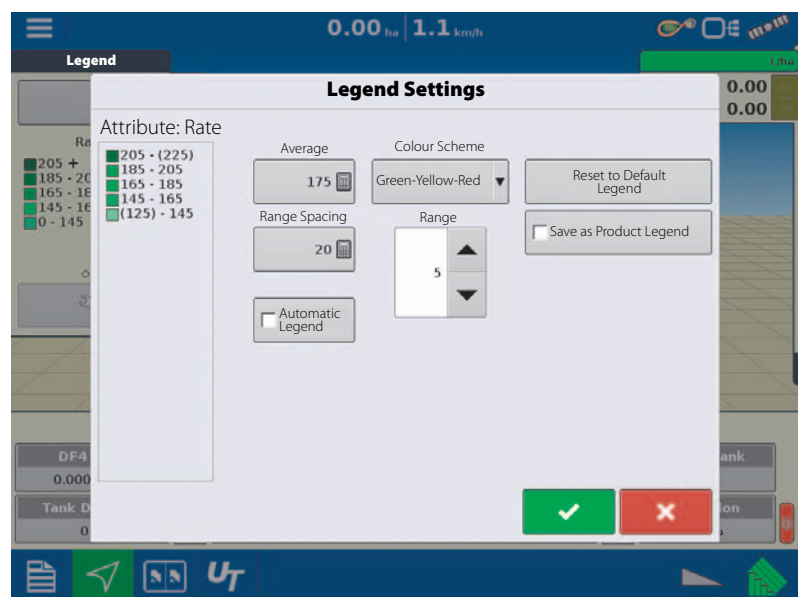 0.00 ha 1.1 km/h
Legend
Legend Settings
0.00
0.00
Attribute: Rate
205 - (225)
185 - 205
165 - 185
145 - 165
(125) - 145
Average
175
Range Spacing
20
Automatic
Legend
Colour Scheme
Green-Yellow-Red
Range
5
Reset to Default
Legend
Save as Product Legend
205 +
0 - 145
DF4
0.000
UT